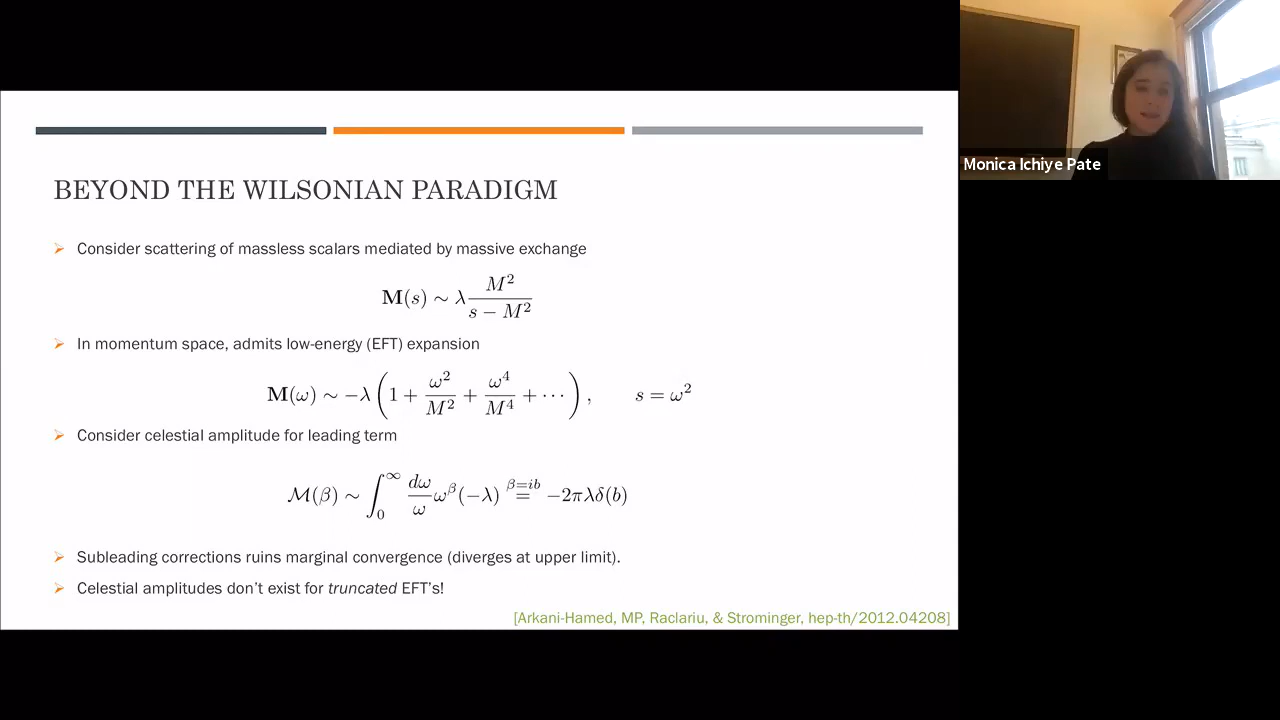 BEYOND THE WILSONIAN PARADIGM
Consider scattering of massless scalars mediated by massive exchange
M(s) ∼ λ M² / (s − M²)
In momentum space, admits low-energy (EFT) expansion
M(ω) ∼ −λ (1 + ω²/M² + ω⁴/M⁴ + ⋯), s = ω²
Consider celestial amplitude for leading term
ℳ(β) ∼ ∫₀^∞ dω/ω ω^β (−λ) =^{β=ib} −2πλδ(b)
Subleading corrections ruins marginal convergence (diverges at upper limit).
Celestial amplitudes don't exist for truncated EFT's!
[Arkani-Hamed, MP, Raclariu, & Strominger, hep-th/2012.04208]
Monica Ichiye Pate